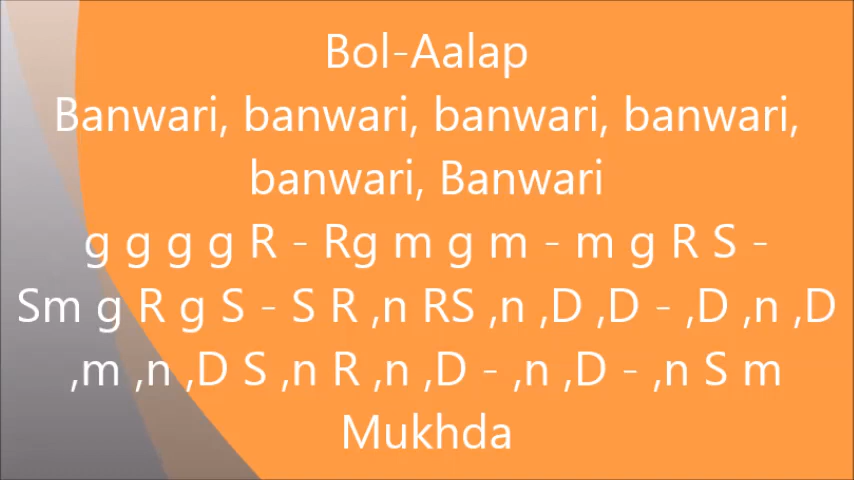 Bol-Aalap
Banwari, banwari, banwari, banwari,
banwari, Banwari
g g g g R - Rg m g m - m g R S -
Sm g R g S - S R ,n RS ,n ,D ,D - ,D ,n ,D
,m ,n ,D S ,n R ,n ,D - ,n ,D - ,n S m
Mukhda